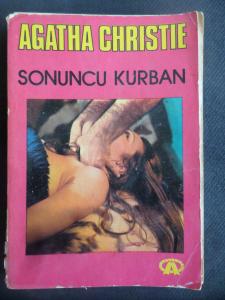 AGATHA CHRISTIE
SONUNCU KURBAN